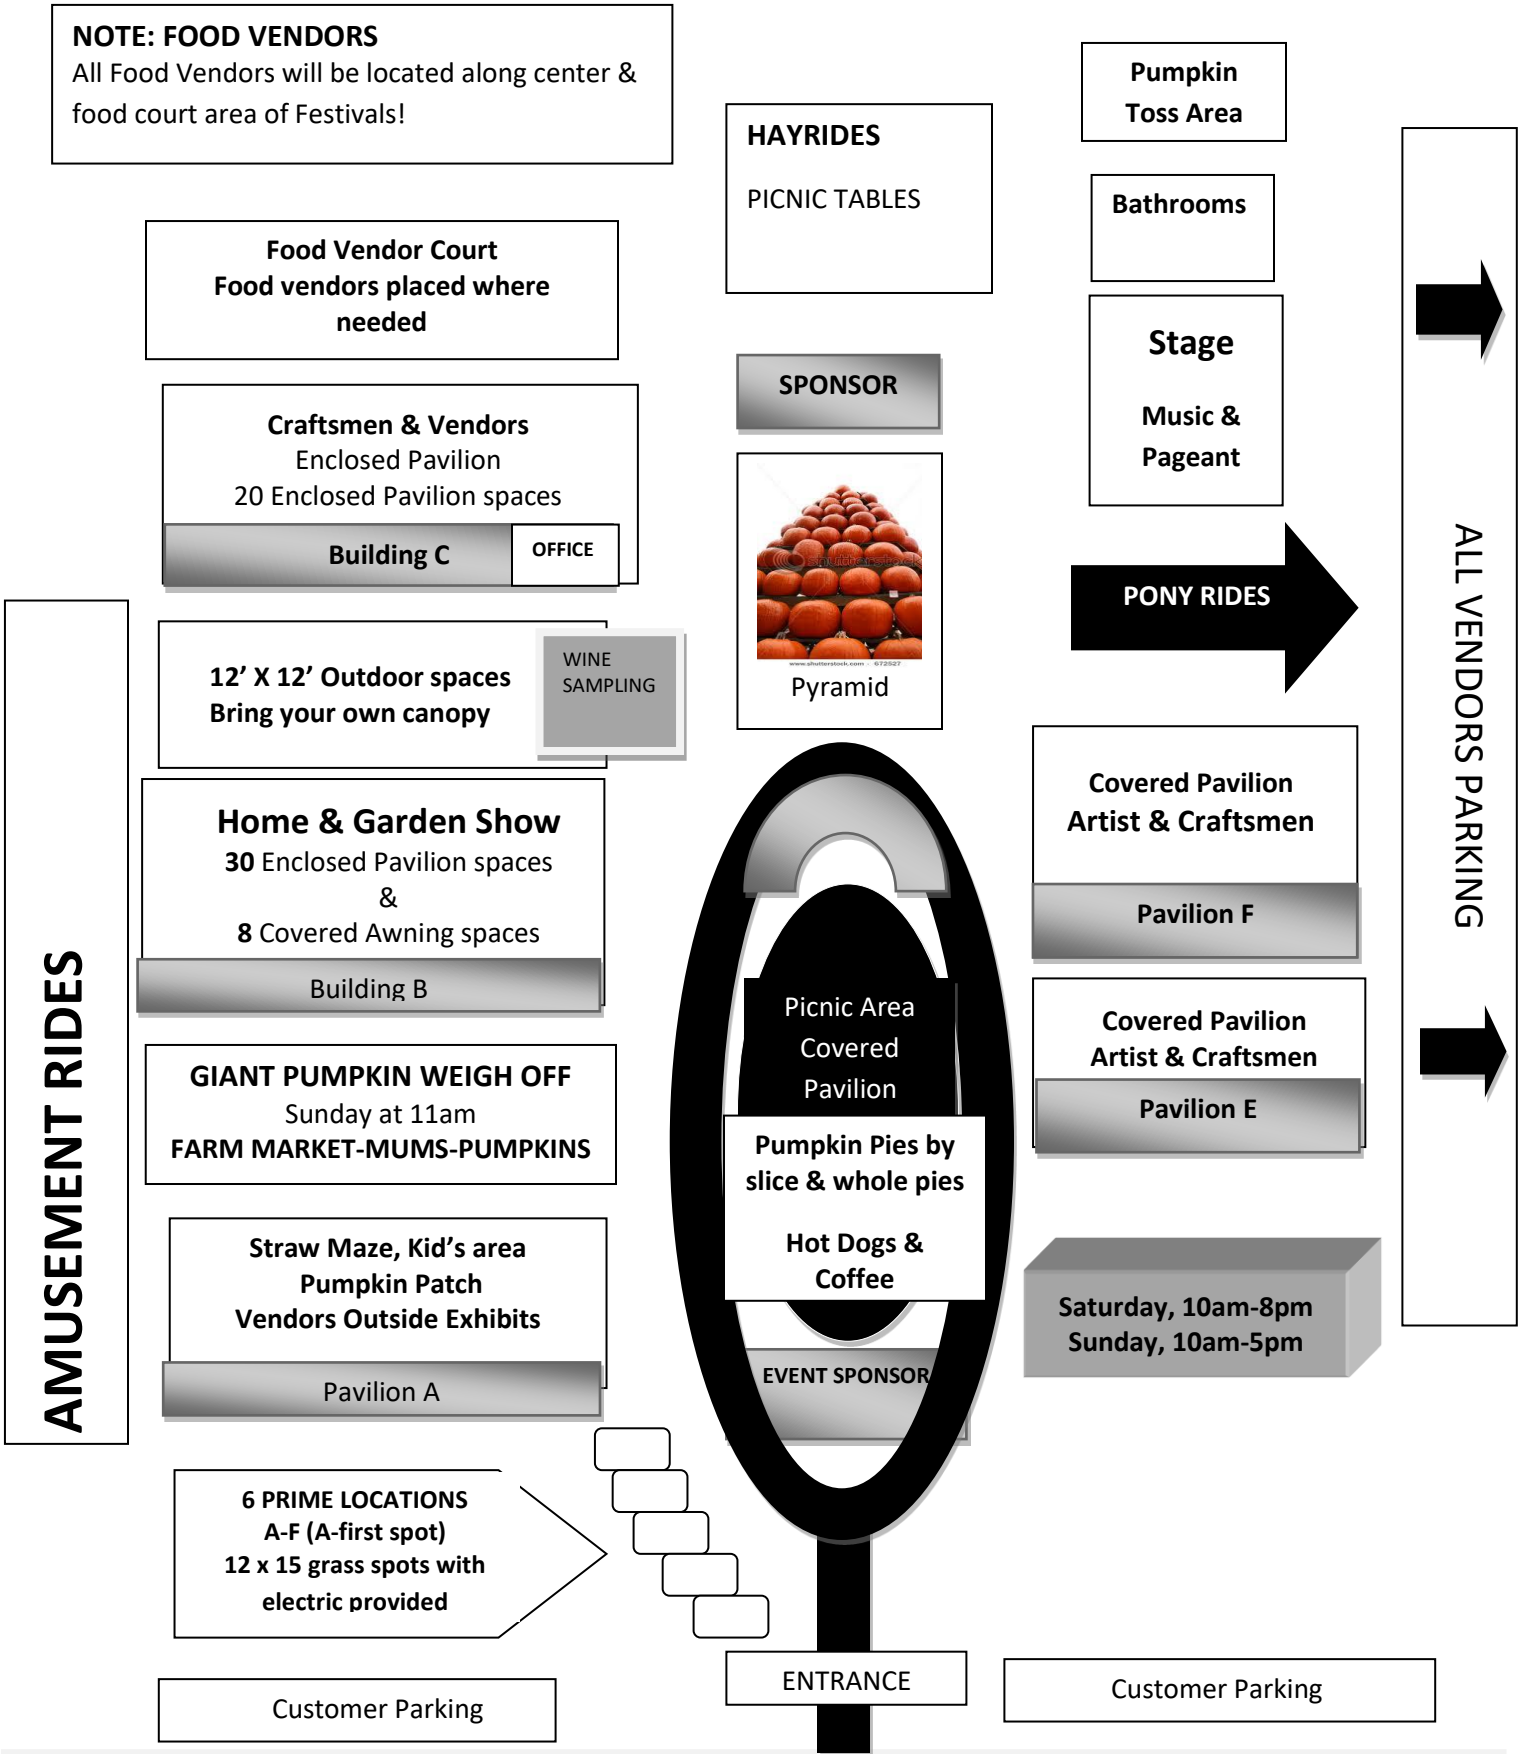 NOTE: FOOD VENDORS
All Food Vendors will be located along center &
food court area of Festivals!
Pumpkin
Toss Area
HAYRIDES
PICNIC TABLES
Bathrooms
Food Vendor Court
Food vendors placed where
needed
Stage
Music &
Pageant
SPONSOR
Craftsmen & Vendors
Enclosed Pavilion
20 Enclosed Pavilion spaces
Building C
OFFICE
shutterstock
www.shutterstock.com - 672527
Pyramid
PONY RIDES
ALL VENDORS PARKING
12’ X 12’ Outdoor spaces
Bring your own canopy
WINE
SAMPLING
Home & Garden Show
30 Enclosed Pavilion spaces
&
8 Covered Awning spaces
Building B
Covered Pavilion
Artist & Craftsmen
Pavilion F
AMUSEMENT RIDES
Picnic Area
Covered
Pavilion
Covered Pavilion
Artist & Craftsmen
Pavilion E
GIANT PUMPKIN WEIGH OFF
Sunday at 11am
FARM MARKET-MUMS-PUMPKINS
Pumpkin Pies by
slice & whole pies
Hot Dogs &
Coffee
Straw Maze, Kid’s area
Pumpkin Patch
Vendors Outside Exhibits
Pavilion A
Saturday, 10am-8pm
Sunday, 10am-5pm
EVENT SPONSOR
6 PRIME LOCATIONS
A-F (A-first spot)
12 x 15 grass spots with
electric provided
ENTRANCE
Customer Parking
Customer Parking